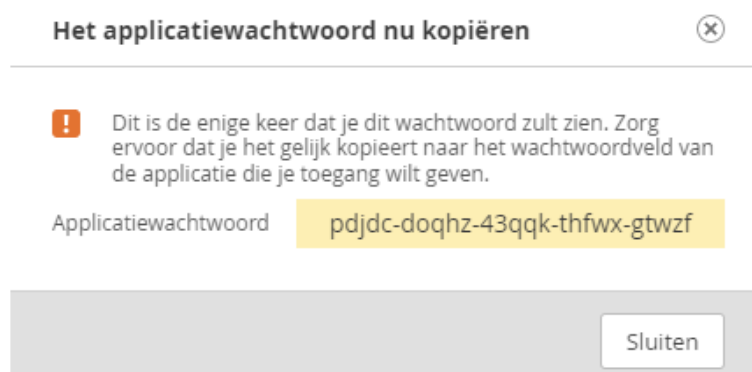 Het applicatiewachtwoord nu kopiëren
Dit is de enige keer dat je dit wachtwoord zult zien. Zorg
ervoor dat je het gelijk kopieert naar het wachtwoordveld van
de applicatie die je toegang wilt geven.
Applicatiewachtwoord pdjdc-doqhz-43qqk-thfwx-gtwzf
Sluiten